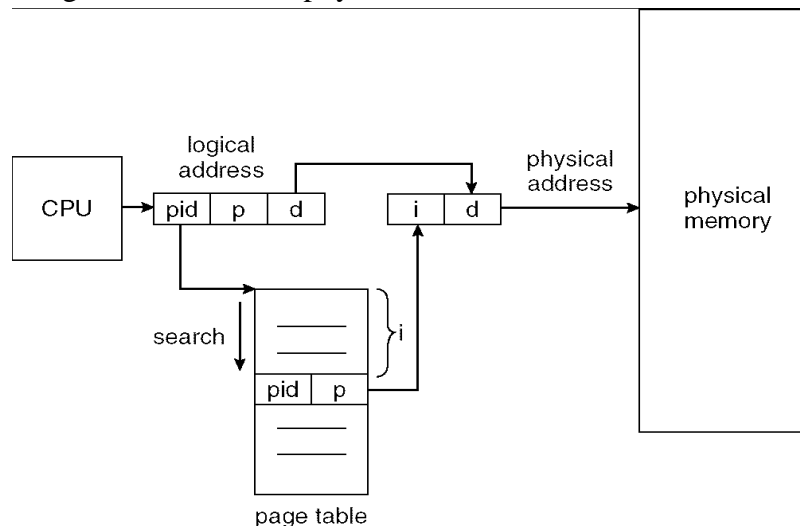 logical
address
physical
address
CPU
pid p d
i d
physical
memory
search
i
pid p
page table